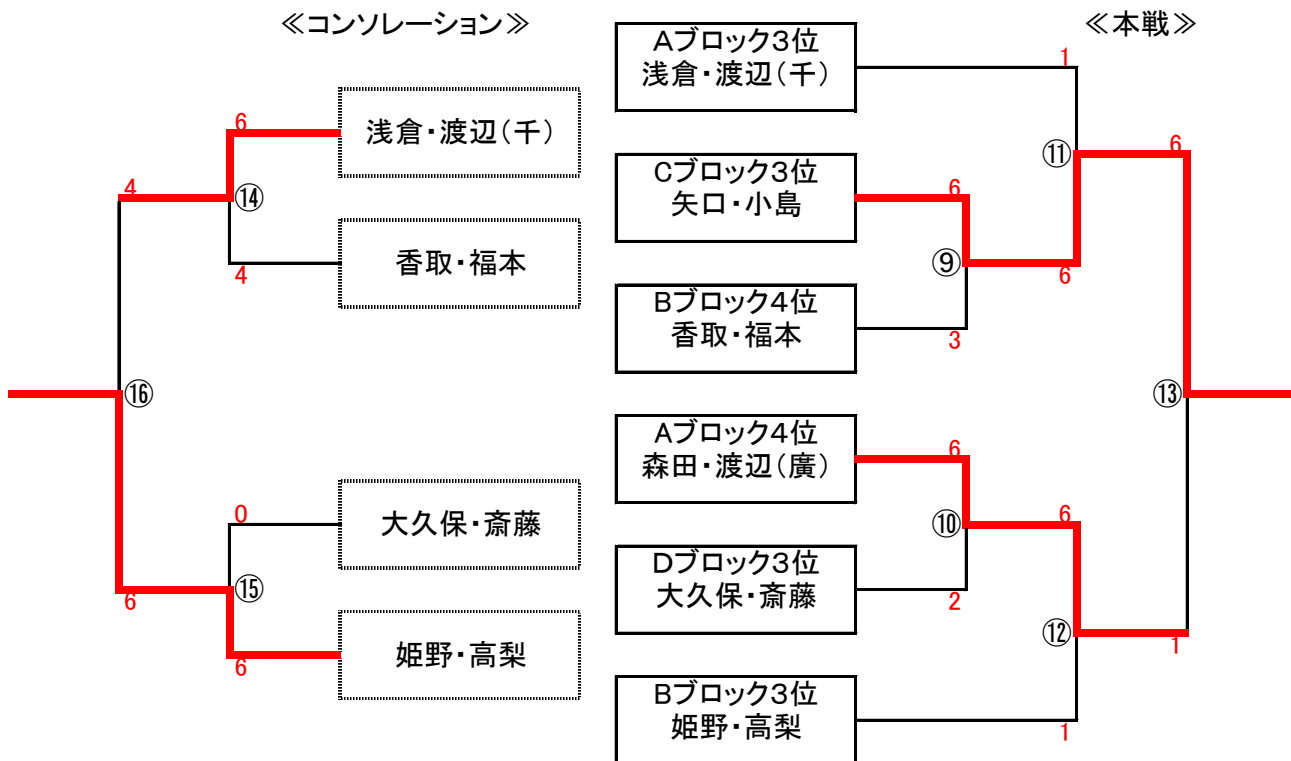 ≪コンソレーション≫
≪本戦≫
浅倉・渡辺(千)
香取・福本
大久保・斎藤
姫野・高梨
6
4
⑭
4
⑯
0
⑮
6
6
Aブロック3位
浅倉・渡辺(千)
Cブロック3位
矢口・小島
Bブロック4位
香取・福本
Aブロック4位
森田・渡辺(廣)
Dブロック3位
大久保・斎藤
Bブロック3位
姫野・高梨
1
⑪
6
6
⑨
6
3
⑬
6
⑩
6
2
⑫
1
1